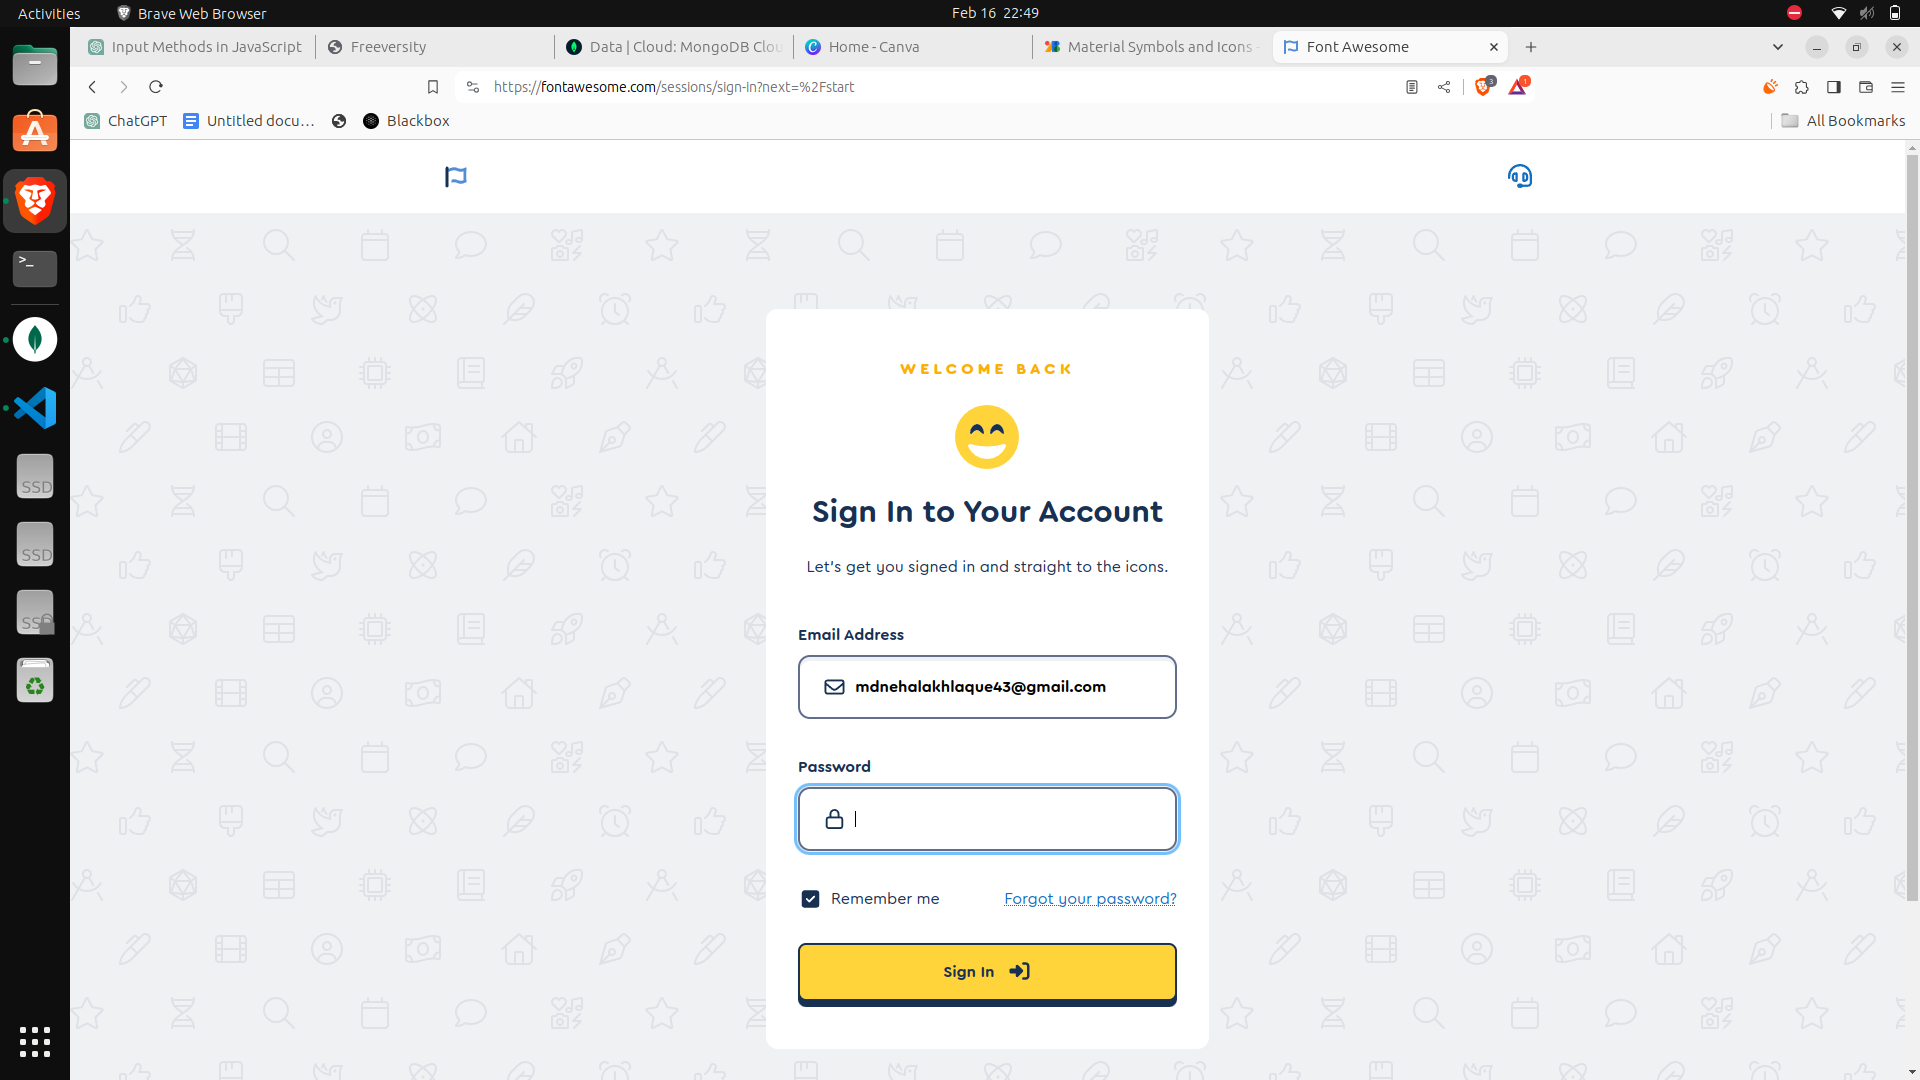 Activities
Brave Web Browser
Feb 16 22:49
Input Methods in JavaScript
Freeversity
Data | Cloud: MongoDB Clou
Home - Canva
Material Symbols and Icons -
Font Awesome
https://fontawesome.com/sessions/sign-in?next=%2Fstart
3
1
ChatGPT
Untitled docu...
Blackbox
All Bookmarks
>_
SSD
SSD
SSD
WELCOME BACK
Sign In to Your Account
Let's get you signed in and straight to the icons.
Email Address
mdnehalakhlaque43@gmail.com
Password
Remember me
Forgot your password?
Sign In